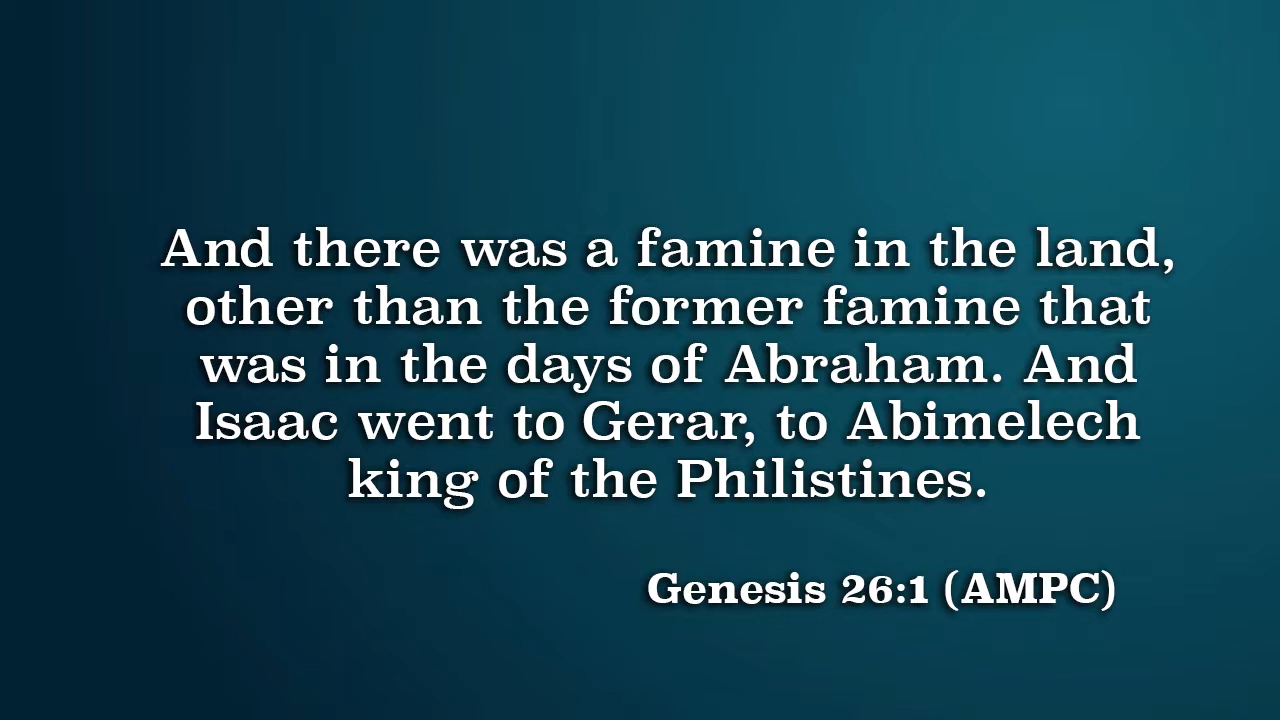 And there was a famine in the land,
other than the former famine that
was in the days of Abraham. And
Isaac went to Gerar, to Abimelech
king of the Philistines.
Genesis 26:1 (AMPC)